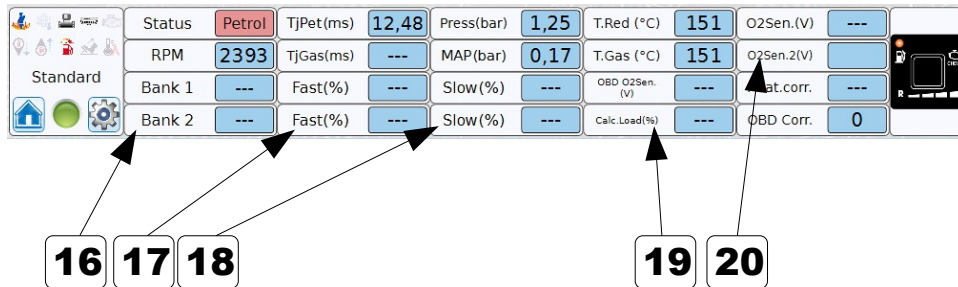 Status Petrol TjPet(ms) 12,48 Press(bar) 1,25 T.Red (°C) 151 O2Sen.(V) ---
RPM 2393 TjGas(ms) --- MAP(bar) 0,17 T.Gas (°C) 151 O2Sen.2(V)
Standard
Bank 1 --- Fast(%) --- Slow(%) --- OBD O2Sen. (V) --- at.corr. ---
Bank 2 --- Fast(%) --- Slow(%) --- Calc.Load(%) --- OBD Corr. 0
R
16 17 18 19 20